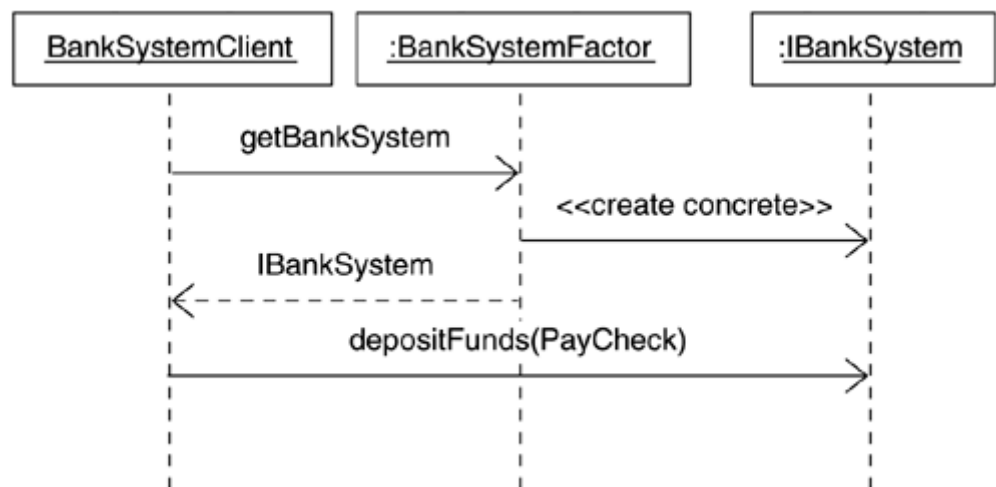 BankSystemClient
:BankSystemFactor
:IBankSystem
getBankSystem
<<create concrete>>
IBankSystem
depositFunds(PayCheck)